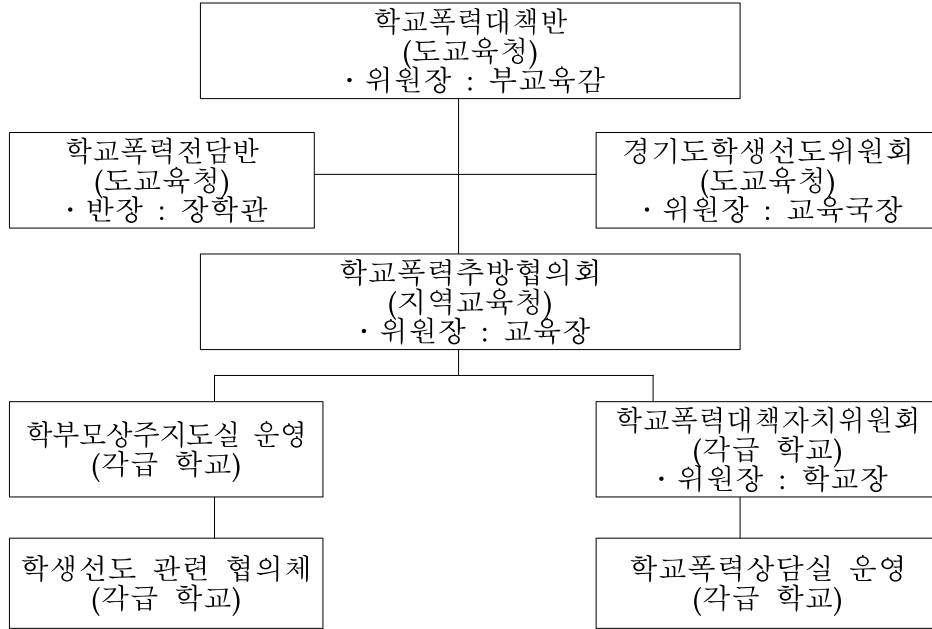 학교폭력대책반
(도교육청)
· 위원장 : 부교육감
학교폭력전담반
(도교육청)
· 반장 : 장학관
경기도학생선도위원회
(도교육청)
· 위원장 : 교육국장
학교폭력추방협의회
(지역교육청)
· 위원장 : 교육장
학부모상주지도실 운영
(각급 학교)
학교폭력대책자치위원회
(각급 학교)
· 위원장 : 학교장
학생선도 관련 협의체
(각급 학교)
학교폭력상담실 운영
(각급 학교)